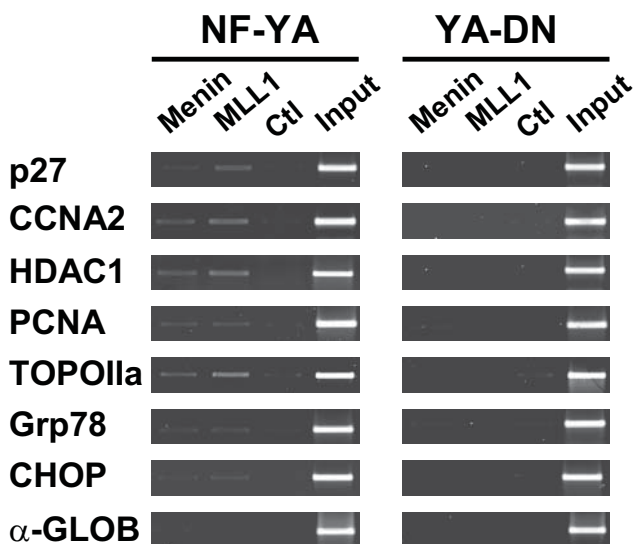 NF-YA YA-DN
Menin MLL1 Ctl Input Menin MLL1 Ctl Input
p27
CCNA2
HDAC1
PCNA
TOPOIIa
Grp78
CHOP
α-GLOB